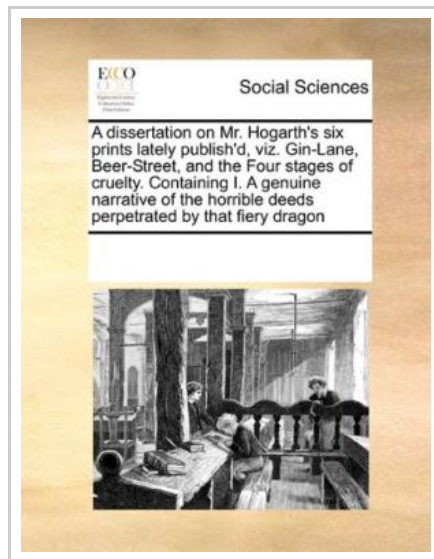 ECCO
Social Sciences
A dissertation on Mr. Hogarth's six
prints lately publish'd, viz. Gin-Lane,
Beer-Street, and the Four stages of
cruelty. Containing I. A genuine
narrative of the horrible deeds
perpetrated by that fiery dragon